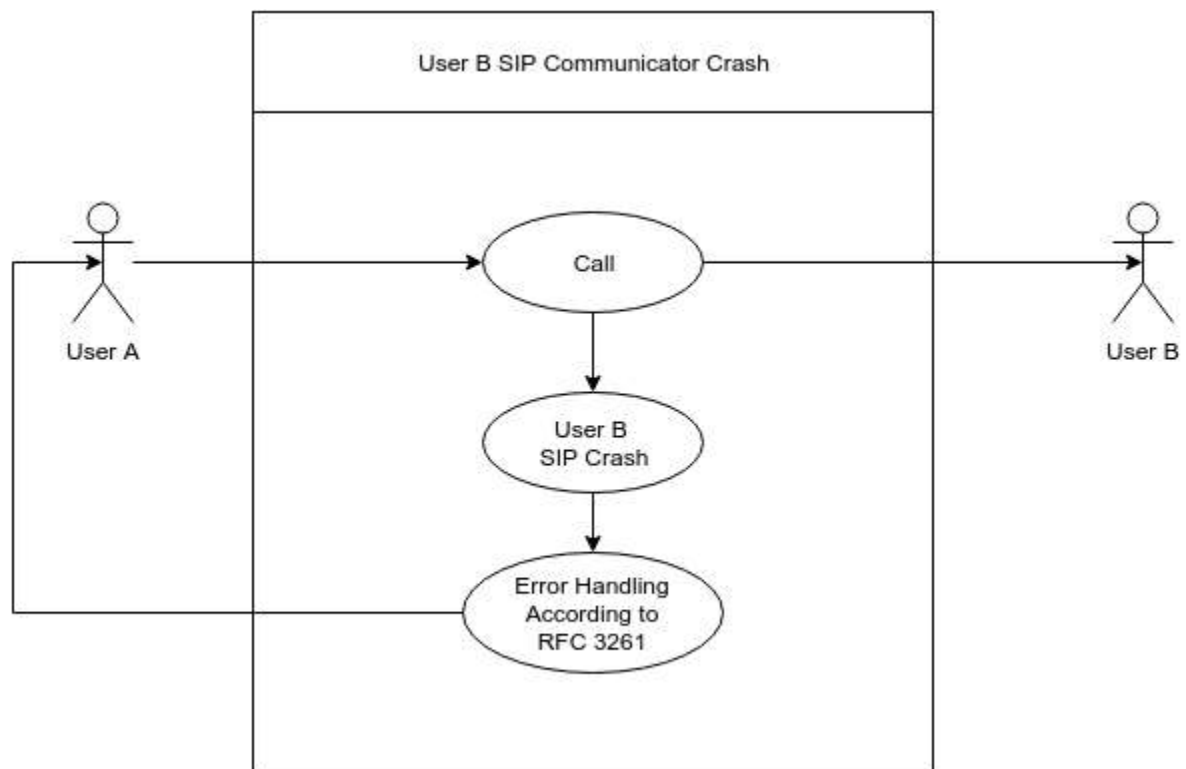 User B SIP Communicator Crash
Call
User A
User B
User B
SIP Crash
Error Handling
According to
RFC 3261